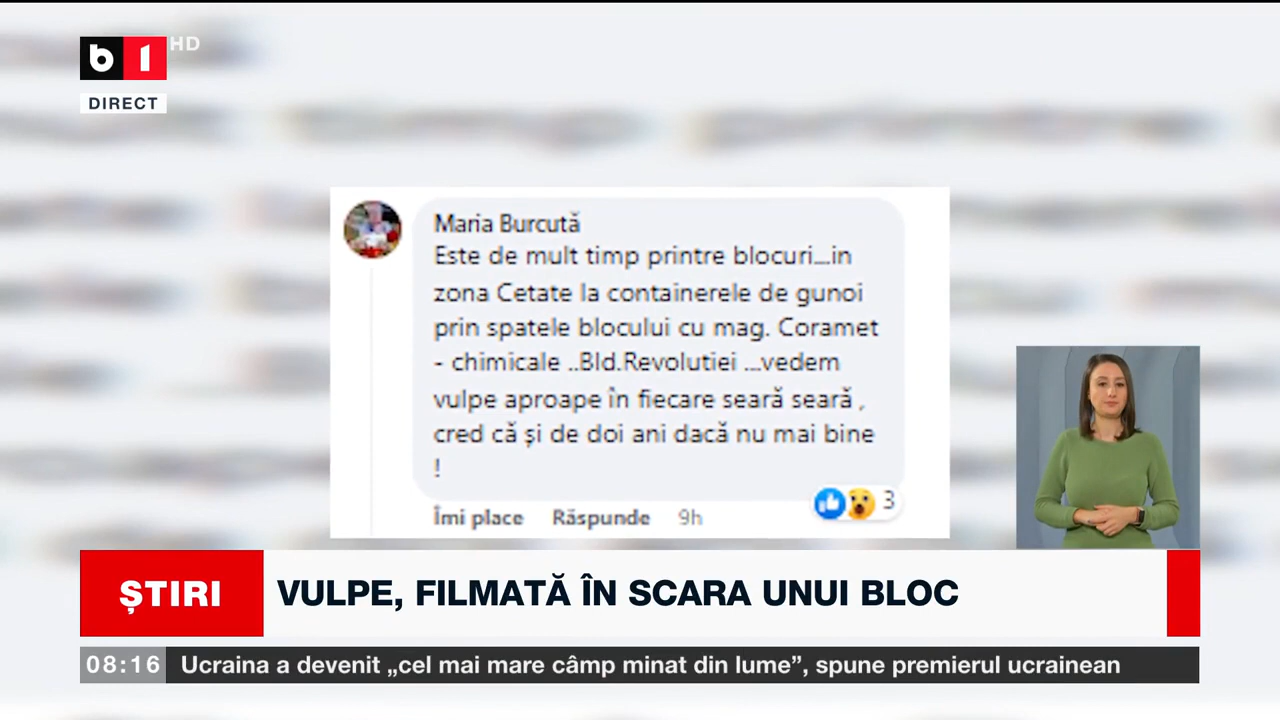 b1 HD
DIRECT
Maria Burcută
Este de mult timp printre blocuri...in
zona Cetate la containerele de gunoi
prin spatele blocului cu mag. Coramet
- chimicale ..Bld.Revolutiei ...vedem
vulpe aproape în fiecare seară seară ,
cred că și de doi ani dacă nu mai bine
!
Îmi place Răspunde 9h
3
ȘTIRI
VULPE, FILMATĂ ÎN SCARA UNUI BLOC
08:16 Ucraina a devenit „cel mai mare câmp minat din lume”, spune premierul ucrainean